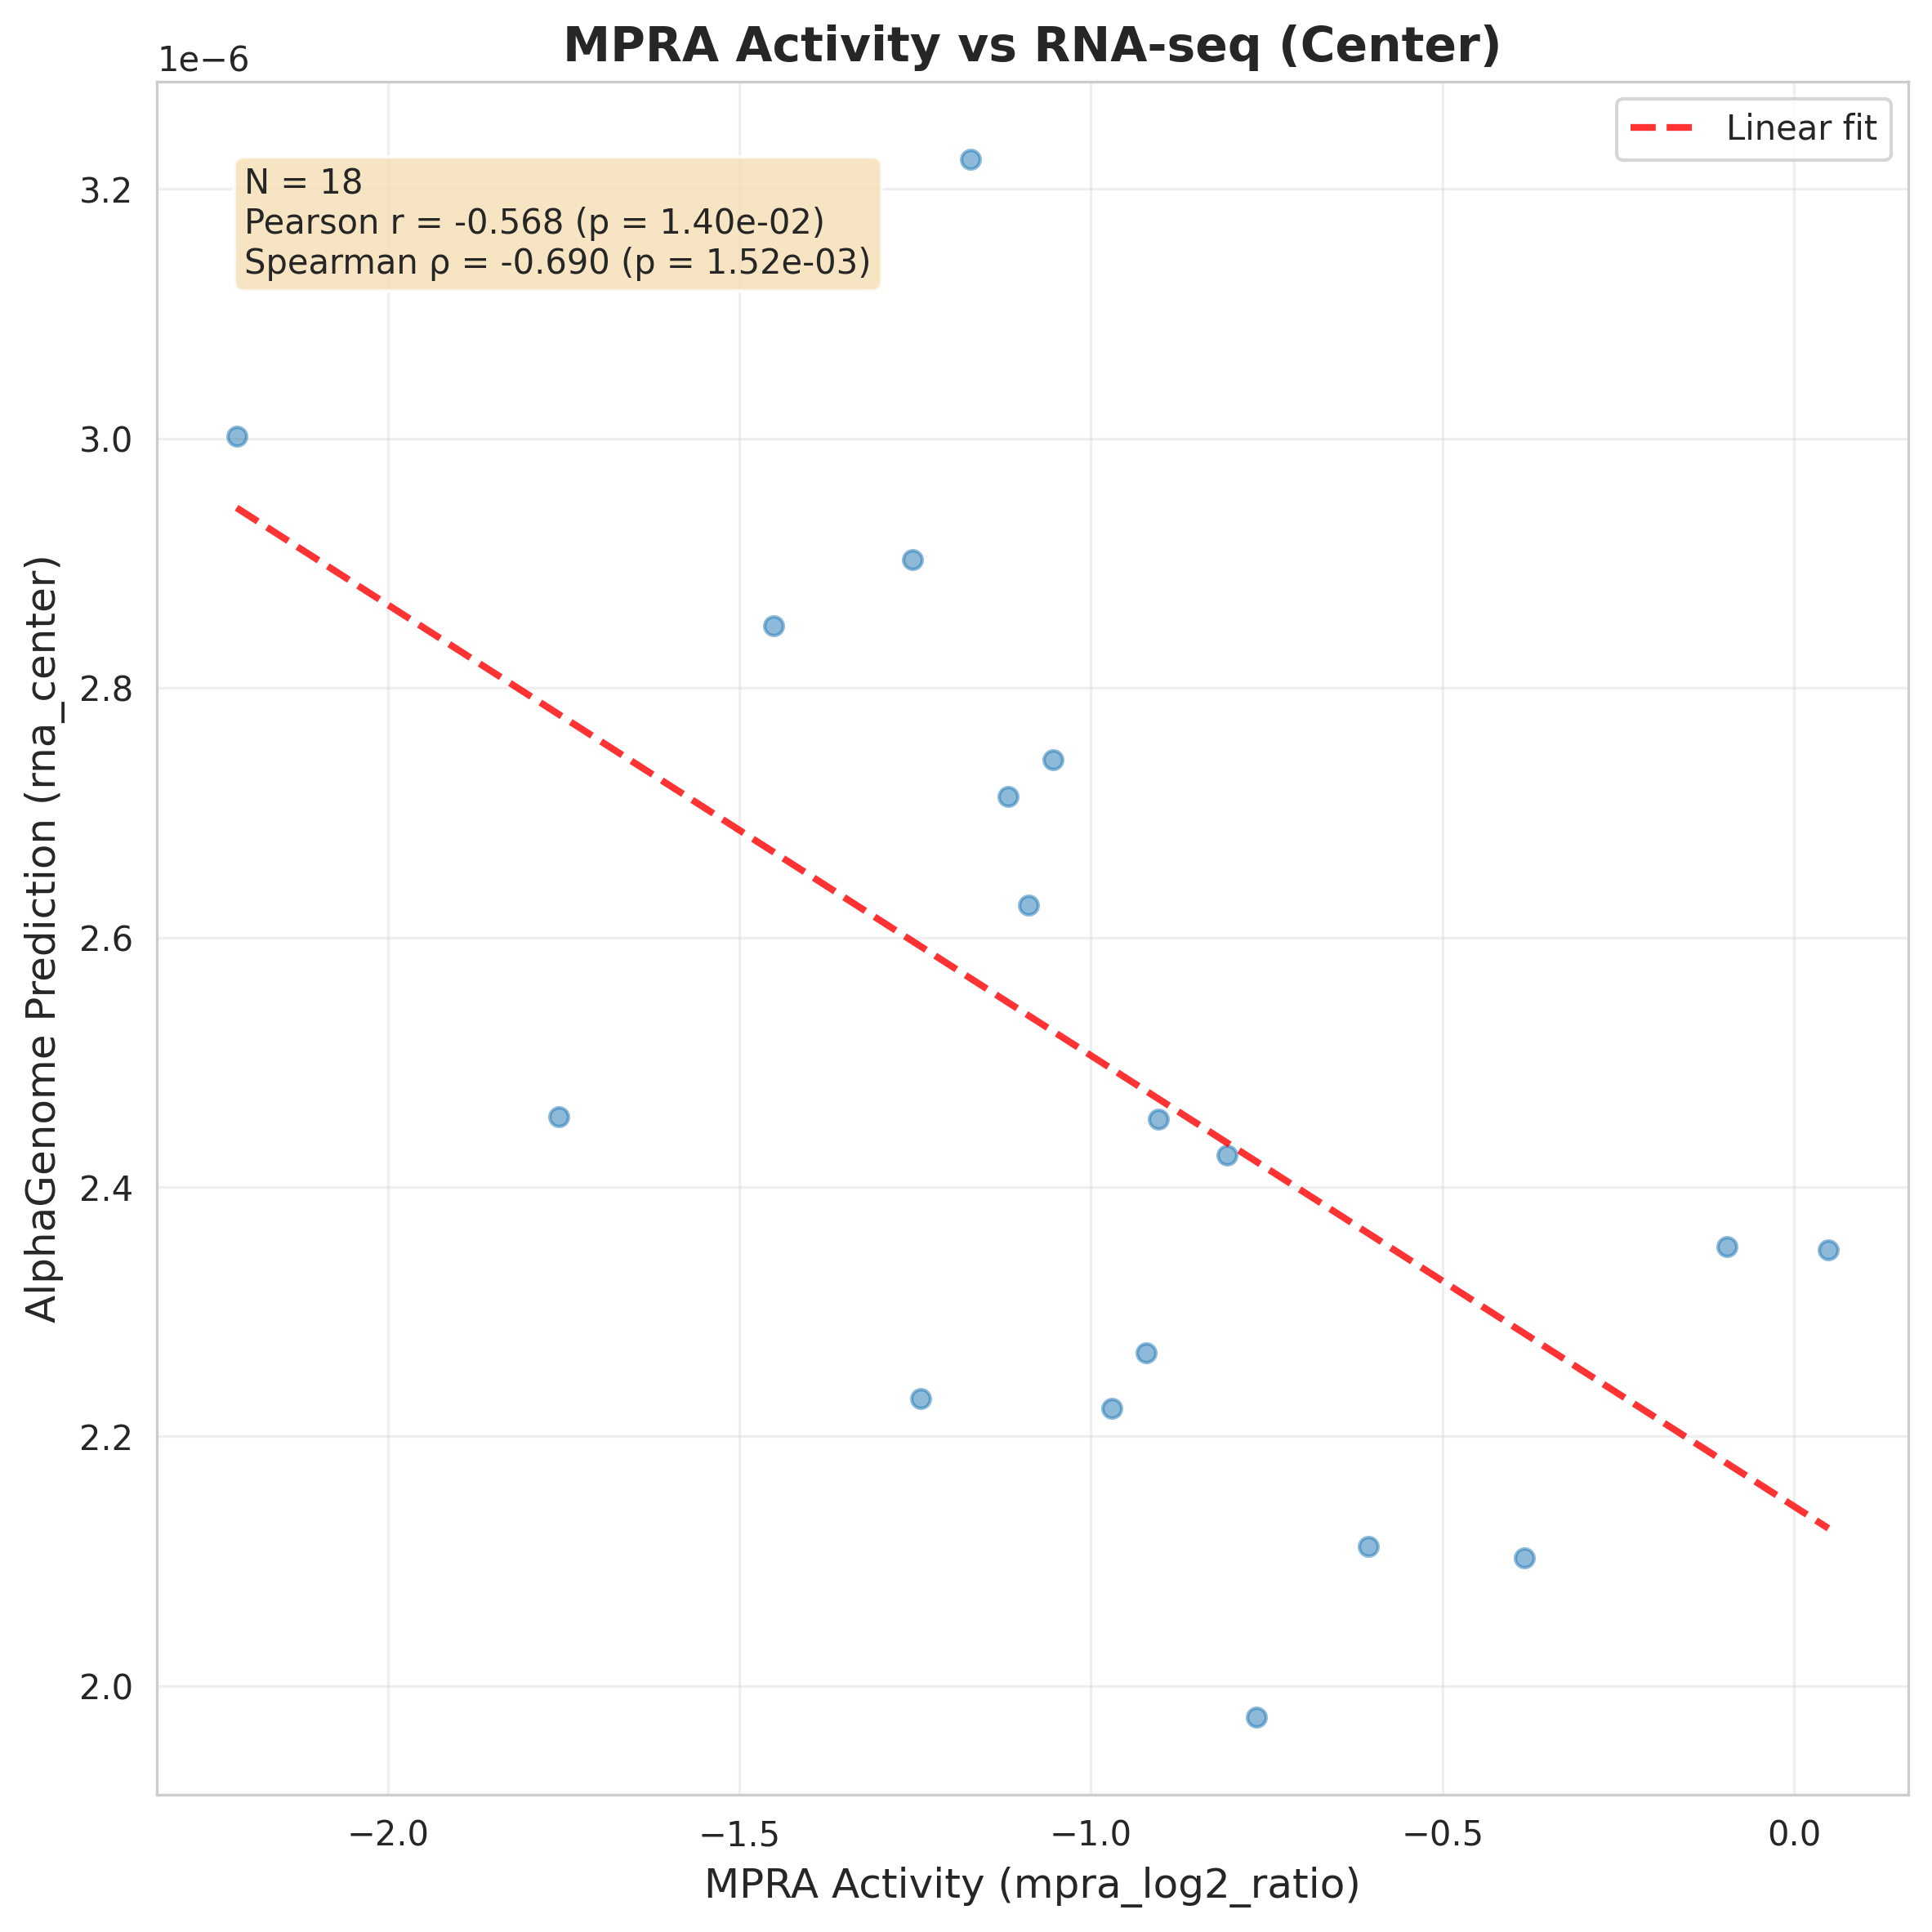 MPRA Activity vs RNA-seq (Center)
1e−6
Linear fit
N = 18
Pearson r = -0.568 (p = 1.40e-02)
Spearman ρ = -0.690 (p = 1.52e-03)
3.2
3.0
2.8
2.6
2.4
2.2
2.0
AlphaGenome Prediction (rna_center)
−2.0 −1.5 −1.0 −0.5 0.0
MPRA Activity (mpra_log2_ratio)